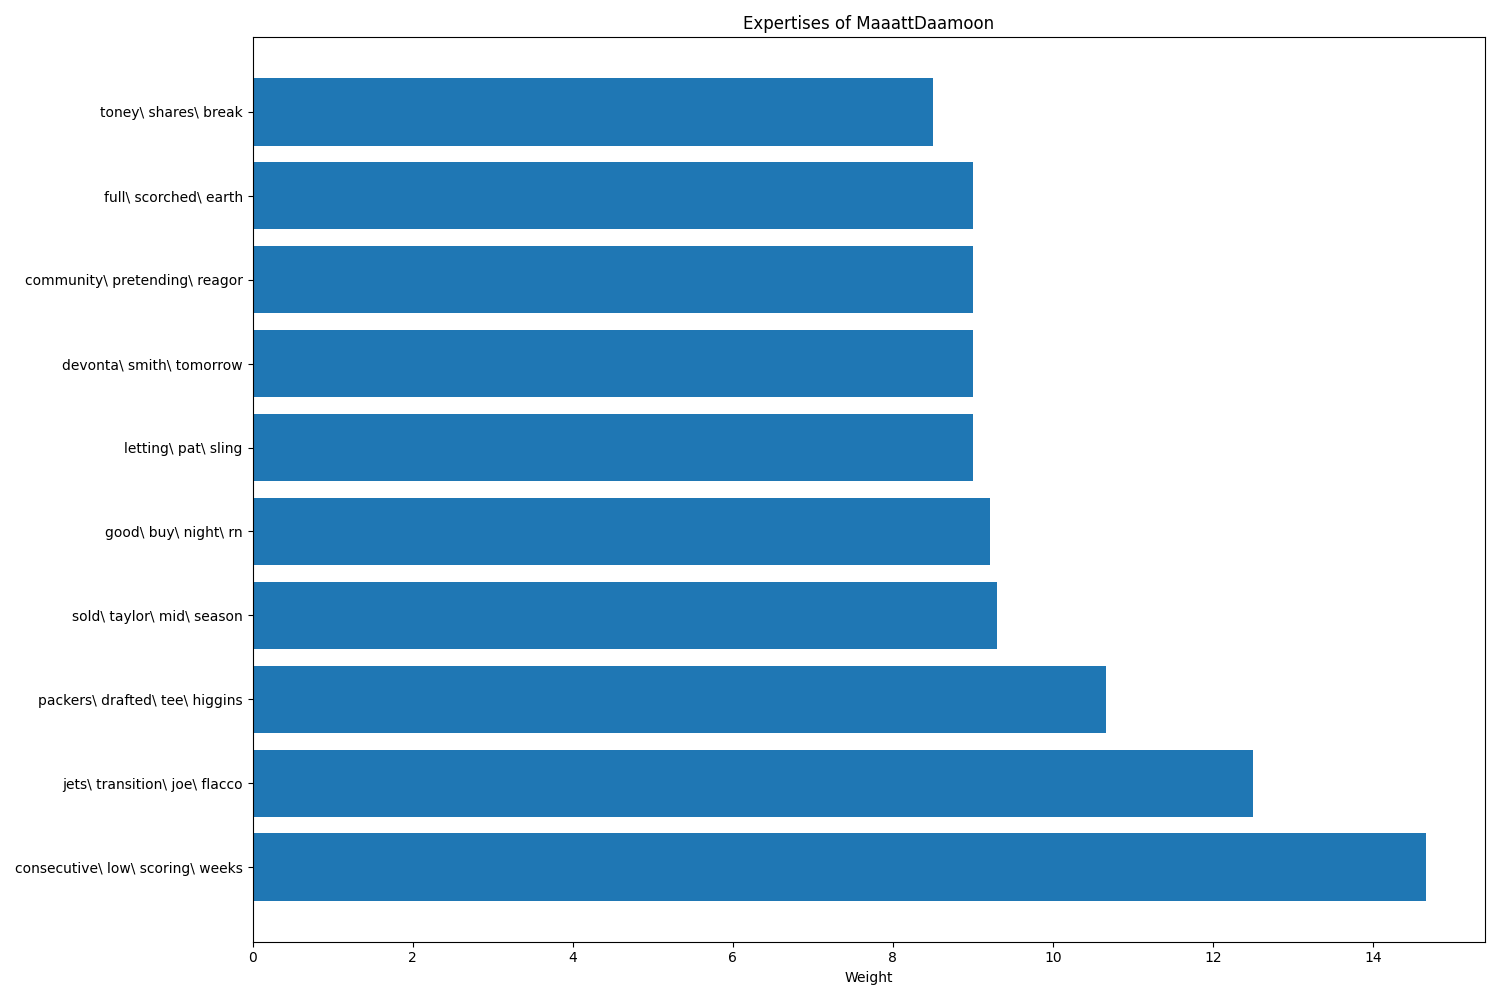 Expertises of MaaattDaamoon
toney\ shares\ break
full\ scorched\ earth
community\ pretending\ reagor
devonta\ smith\ tomorrow
letting\ pat\ sling
good\ buy\ night\ rn
sold\ taylor\ mid\ season
packers\ drafted\ tee\ higgins
jets\ transition\ joe\ flacco
consecutive\ low\ scoring\ weeks
0 2 4 6 8 10 12 14
Weight